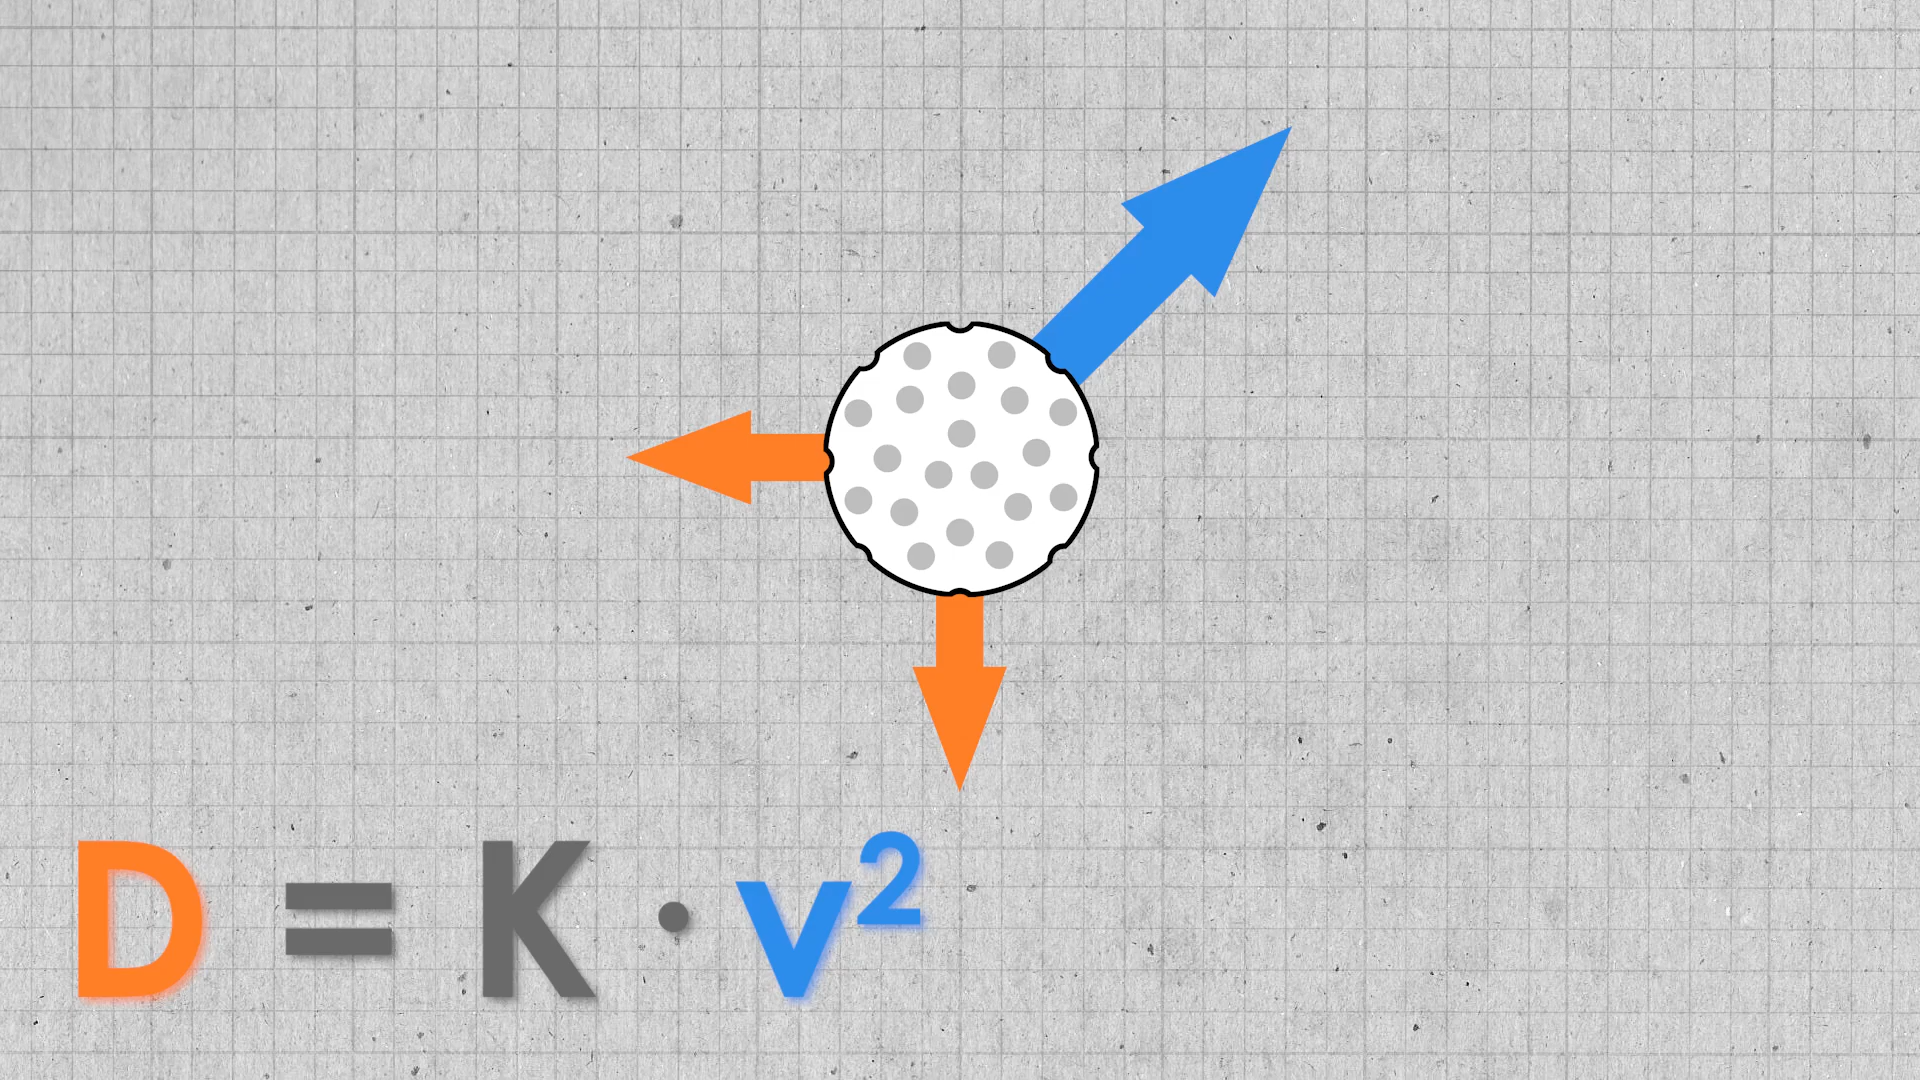 D = K · v²